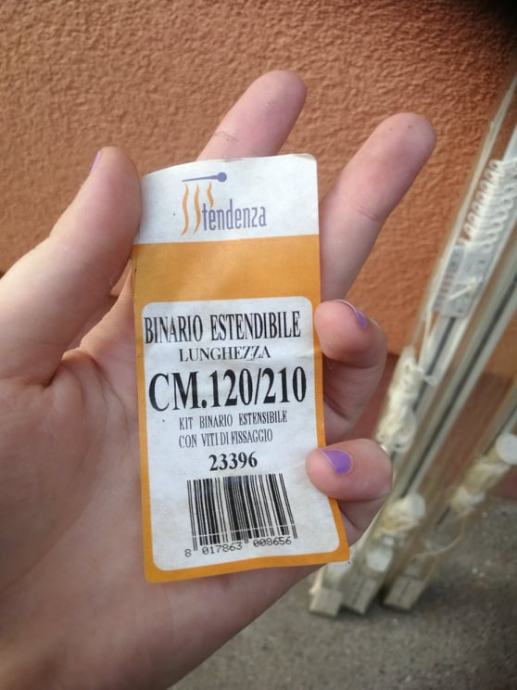 tendenza
BINARIO ESTENDIBILE
LUNGHEZZA
CM.120/210
KIT BINARIO ESTENSIBILE
CON VITI DI FISSAGGIO
23396
8 017863 008656